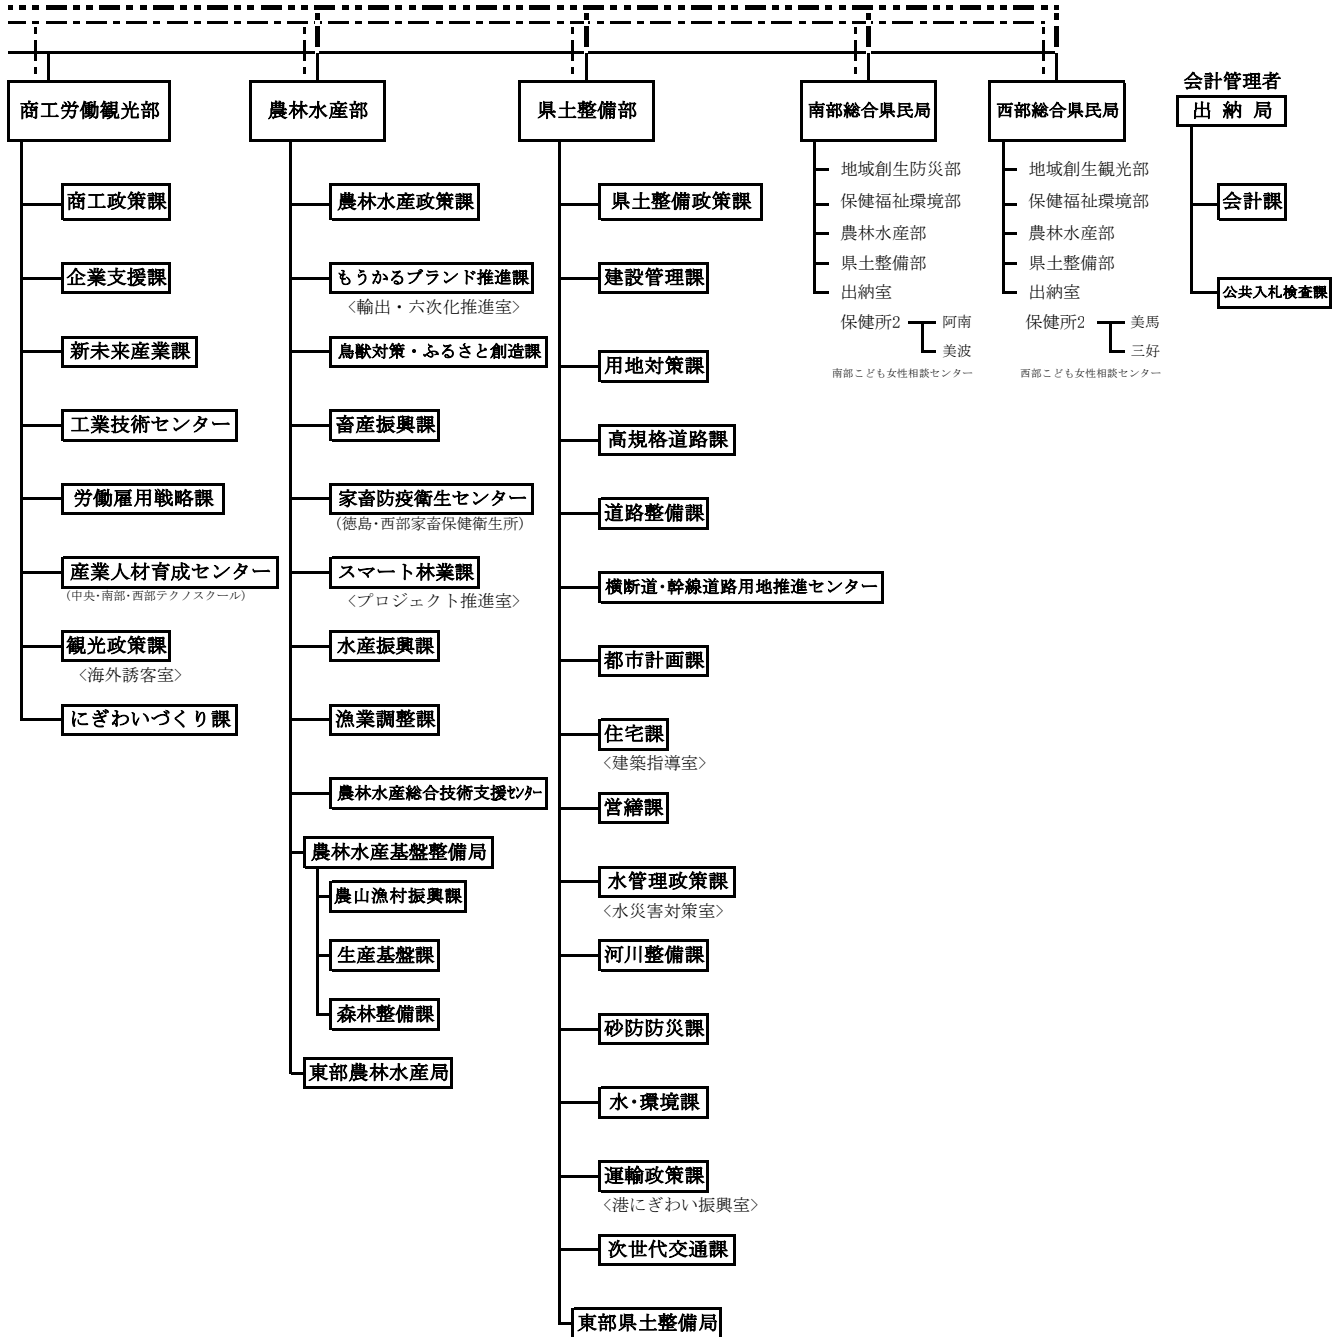 商工労働観光部
商工政策課
企業支援課
新未来産業課
工業技術センター
労働雇用戦略課
産業人材育成センター
(中央・南部・西部テクノスクール)
観光政策課
<海外誘客室>
にぎわいづくり課
農林水産部
農林水産政策課
もうかるブランド推進課
<輸出・六次化推進室>
鳥獣対策・ふるさと創造課
畜産振興課
家畜防疫衛生センター
(徳島・西部家畜保健衛生所)
スマート林業課
<プロジェクト推進室>
水産振興課
漁業調整課
農林水産総合技術支援ｾﾝﾀｰ
農林水産基盤整備局
農山漁村振興課
生産基盤課
森林整備課
東部農林水産局
県土整備部
県土整備政策課
建設管理課
用地対策課
高規格道路課
道路整備課
横断道・幹線道路用地推進センター
都市計画課
住宅課
<建築指導室>
営繕課
水管理政策課
<水災害対策室>
河川整備課
砂防防災課
水・環境課
運輸政策課
<港にぎわい振興室>
次世代交通課
東部県土整備局
南部総合県民局
地域創生防災部
保健福祉環境部
農林水産部
県土整備部
出納室
保健所2
阿南
美波
南部こども女性相談センター
西部総合県民局
地域創生観光部
保健福祉環境部
農林水産部
県土整備部
出納室
保健所2
美馬
三好
西部こども女性相談センター
会計管理者
出 納 局
会計課
公共入札検査課